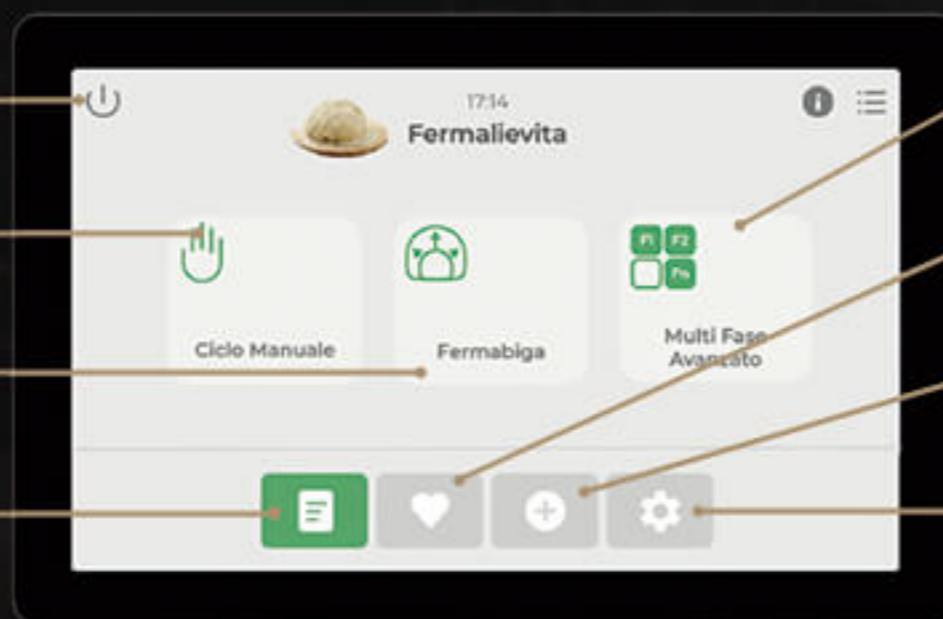 17:14
Fermalievita
F1 F2
Fn
Ciclo Manuale
Fermabiga
Multi Fase
Avanzato